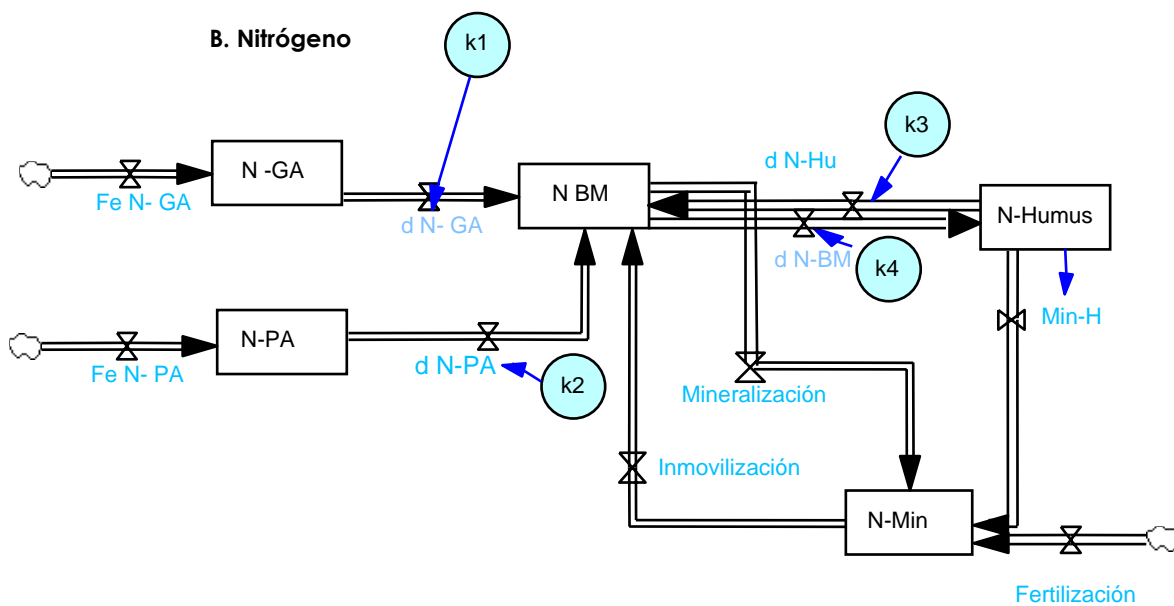 B. Nitrógeno
k1
k3
N -GA
d N-Hu
N BM
Fe N- GA
d N- GA
N-Humus
d N-BM
k4
N-PA
Min-H
Fe N- PA
d N-PA
k2
Mineralización
Inmovilización
N-Min
Fertilización